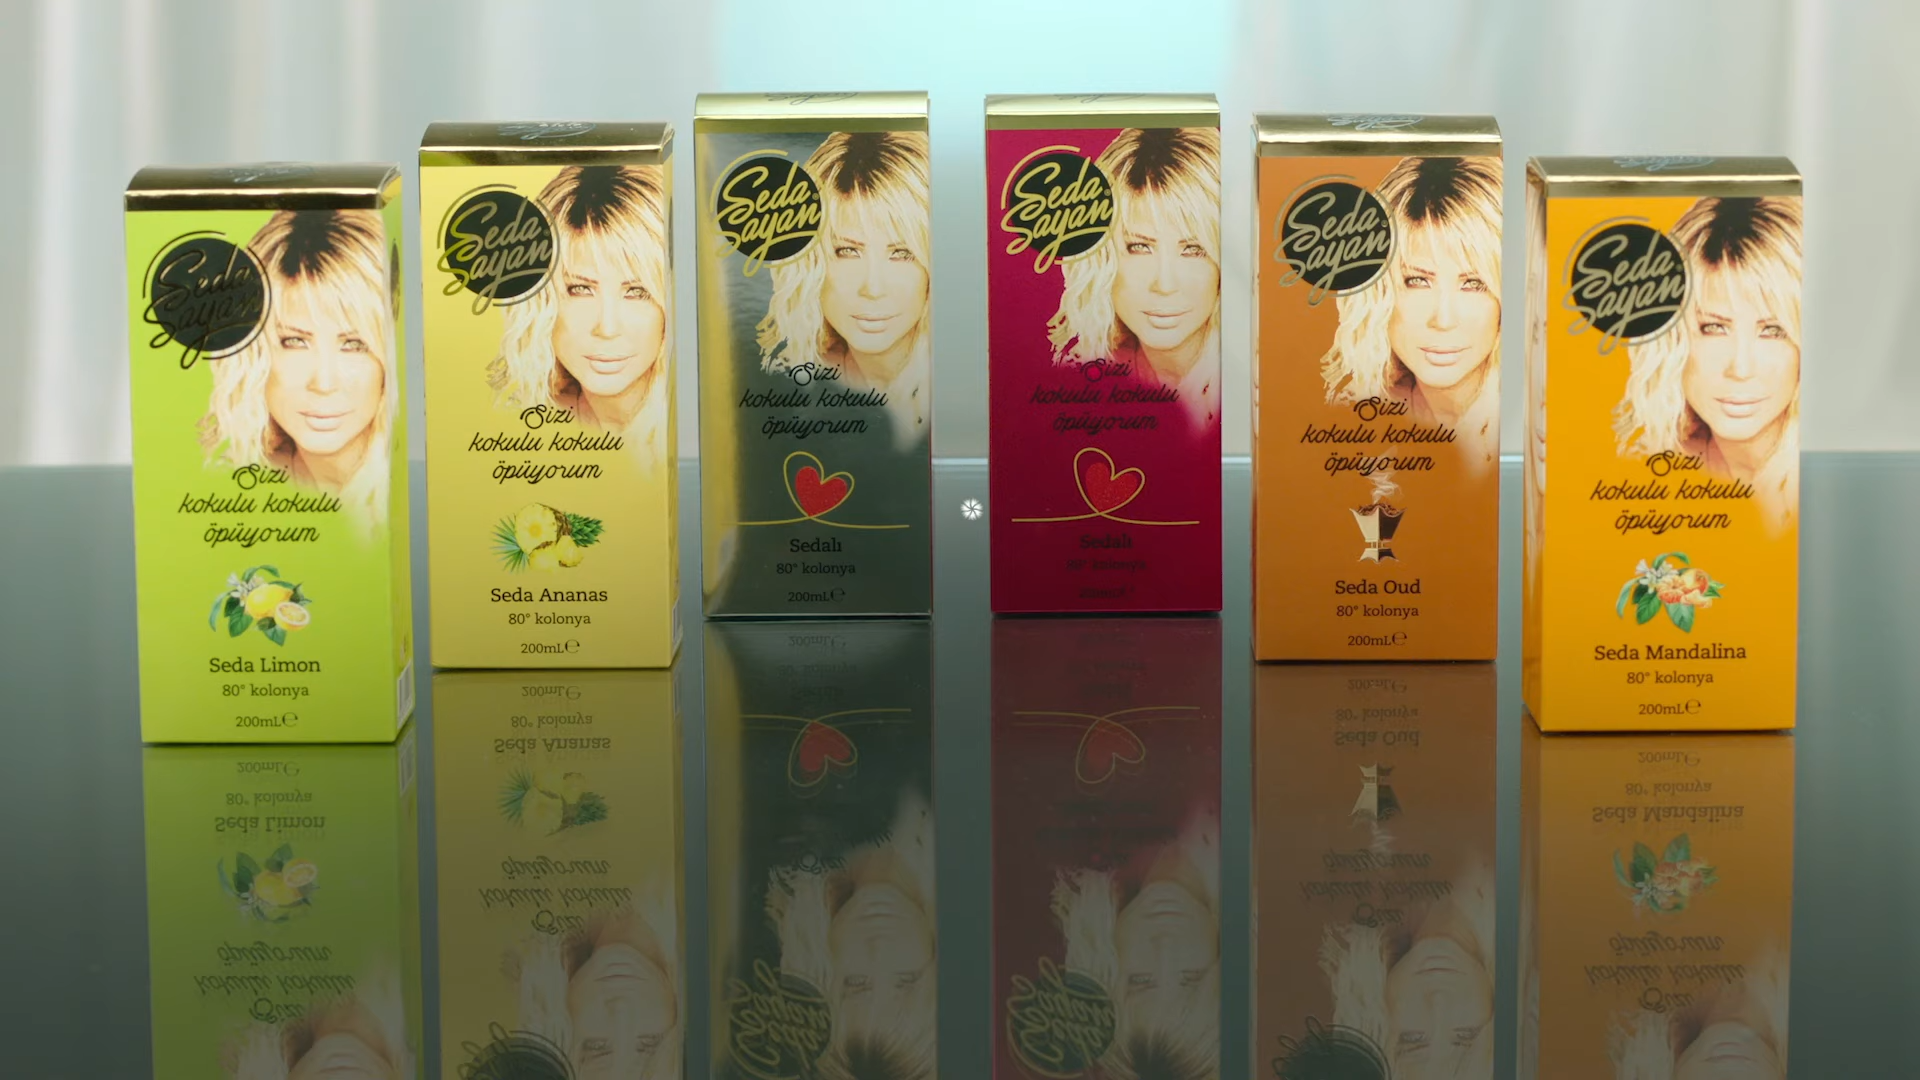 Seda
Sayan
Sizi
kokulu kokulu
öpüyorum
Seda Limon
80° kolonya
200mL℮
Seda
Sayan
Sizi
kokulu kokulu
öpüyorum
Seda Ananas
80° kolonya
200mL℮
Seda
Sayan
Sizi
kokulu kokulu
öpüyorum
Sedalı
80° kolonya
200mL℮
Seda
Sayan
Sizi
kokulu kokulu
öpüyorum
Sedalı
80° kolonya
200mL℮
Seda
Sayan
Sizi
kokulu kokulu
öpüyorum
Seda Oud
80° kolonya
200mL℮
Seda
Sayan
Sizi
kokulu kokulu
öpüyorum
Seda Mandalina
80° kolonya
200mL℮